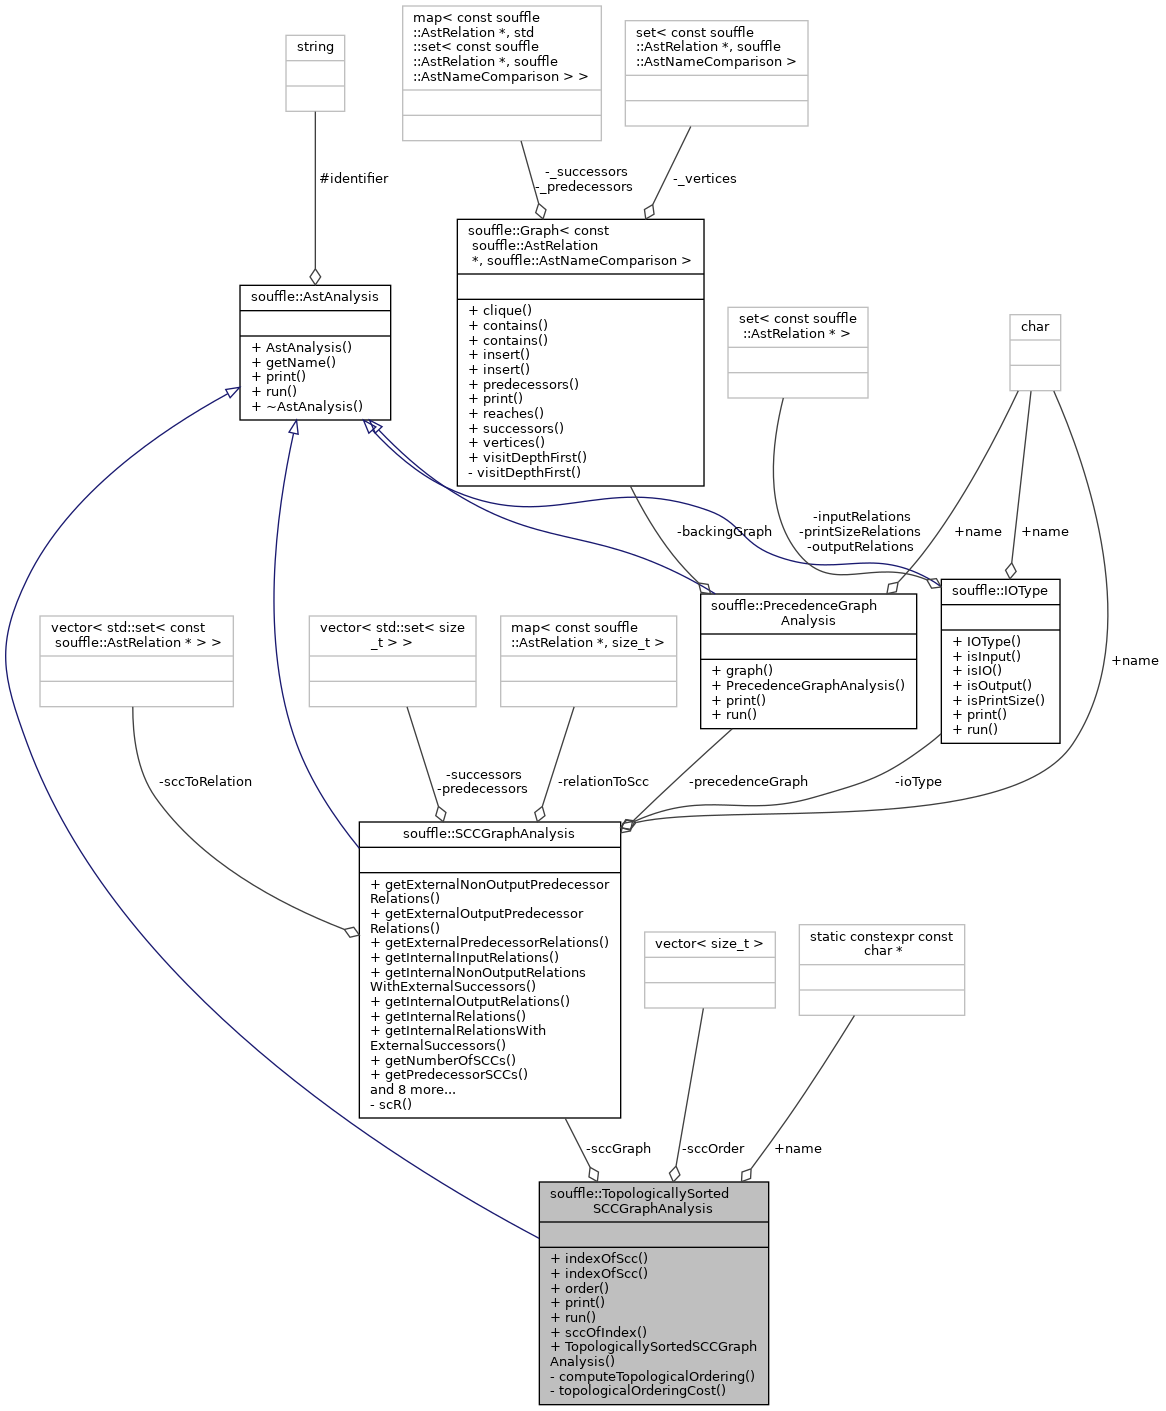 map< const souffle
::AstRelation *, std
::set< const souffle
::AstRelation *, souffle
::AstNameComparison > >
set< const souffle
::AstRelation *, souffle
::AstNameComparison >
string
#identifier
-_successors
-_predecessors
-_vertices
souffle::Graph< const
souffle::AstRelation
*, souffle::AstNameComparison >
+ clique()
+ contains()
+ contains()
+ insert()
+ insert()
+ predecessors()
+ print()
+ reaches()
+ successors()
+ vertices()
+ visitDepthFirst()
- visitDepthFirst()
souffle::AstAnalysis
+ AstAnalysis()
+ getName()
+ print()
+ run()
+ ~AstAnalysis()
set< const souffle
::AstRelation * >
char
-backingGraph
-inputRelations
-printSizeRelations
-outputRelations
+name
+name
+name
souffle::PrecedenceGraph
Analysis
+ graph()
+ PrecedenceGraphAnalysis()
+ print()
+ run()
souffle::IOType
+ IOType()
+ isInput()
+ isIO()
+ isOutput()
+ isPrintSize()
+ print()
+ run()
vector< std::set< const
souffle::AstRelation * > >
vector< std::set< size
_t > >
map< const souffle
::AstRelation *, size_t >
-sccToRelation
-successors
-predecessors
-relationToScc
-precedenceGraph
-ioType
souffle::SCCGraphAnalysis
+ getExternalNonOutputPredecessor
Relations()
+ getExternalOutputPredecessor
Relations()
+ getExternalPredecessorRelations()
+ getInternalInputRelations()
+ getInternalNonOutputRelations
WithExternalSuccessors()
+ getInternalOutputRelations()
+ getInternalRelations()
+ getInternalRelationsWith
ExternalSuccessors()
+ getNumberOfSCCs()
+ getPredecessorSCCs()
and 8 more...
- scR()
vector< size_t >
static constexpr const
char *
-sccGraph
-sccOrder
+name
souffle::TopologicallySorted
SCCGraphAnalysis
+ indexOfScc()
+ indexOfScc()
+ order()
+ print()
+ run()
+ sccOfIndex()
+ TopologicallySortedSCCGraph
Analysis()
- computeTopologicalOrdering()
- topologicalOrderingCost()